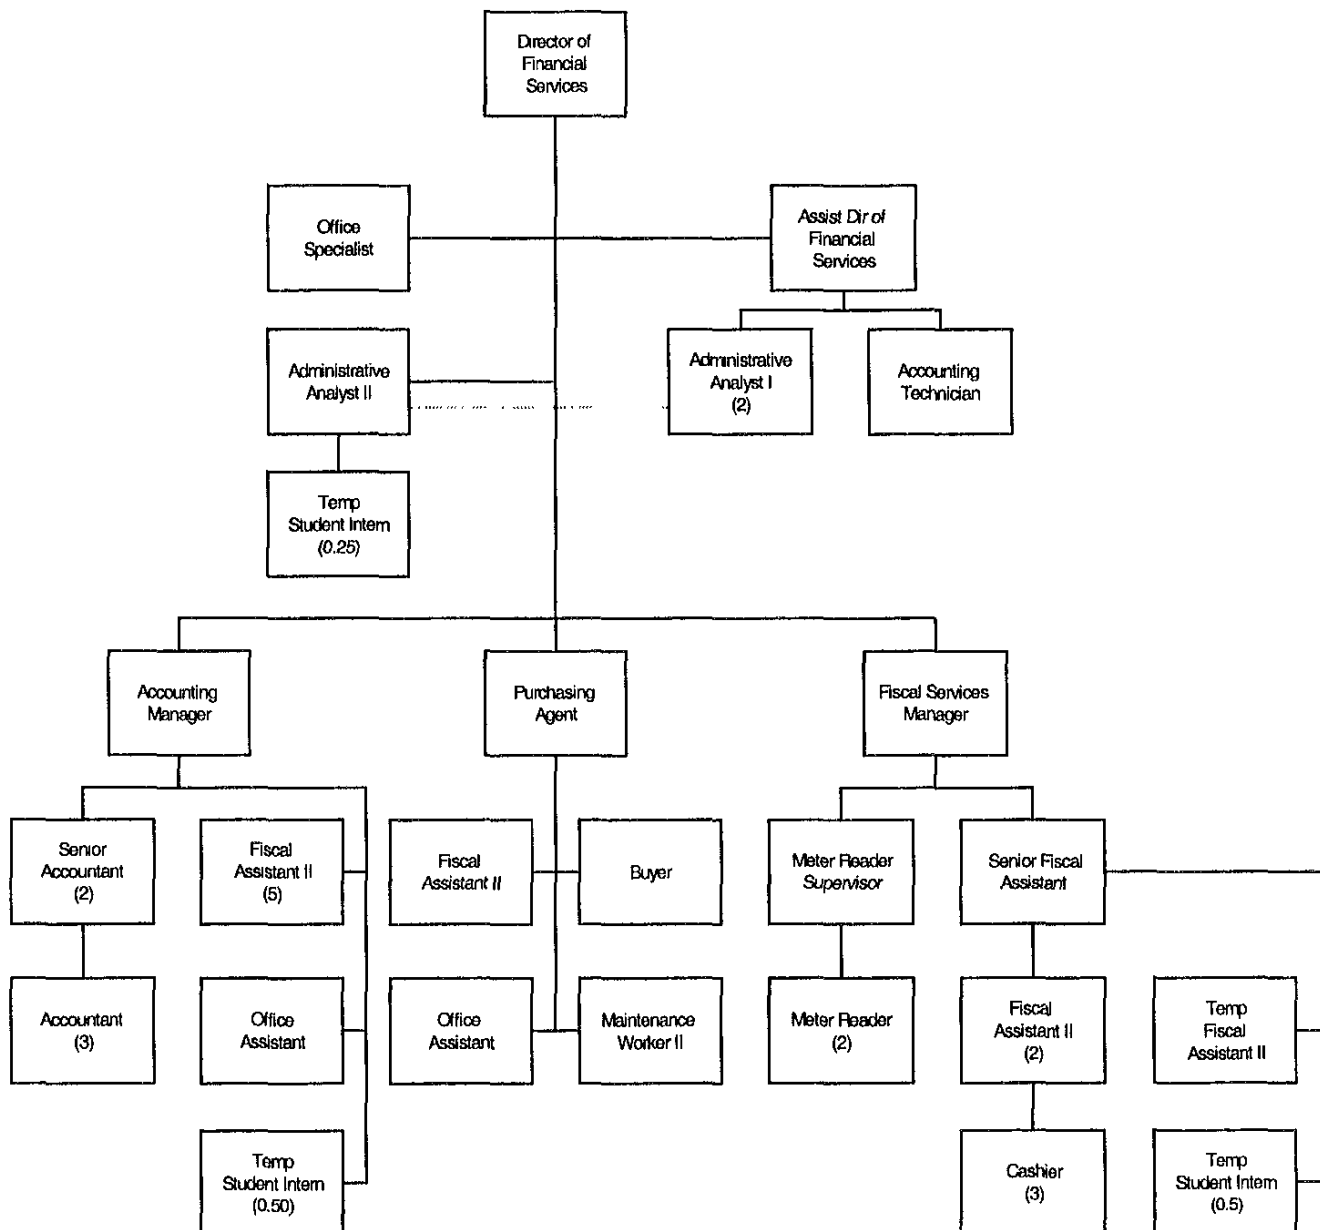 Director of
Financial
Services
Office
Specialist
Assist Dir of
Financial
Services
Administrative
Analyst II
Administrative
Analyst I
(2)
Accounting
Technician
Temp
Student Intern
(0.25)
Accounting
Manager
Purchasing
Agent
Fiscal Services
Manager
Senior
Accountant
(2)
Fiscal
Assistant II
(5)
Fiscal
Assistant II
Buyer
Meter Reader
Supervisor
Senior Fiscal
Assistant
Accountant
(3)
Office
Assistant
Office
Assistant
Maintenance
Worker II
Meter Reader
(2)
Fiscal
Assistant II
(2)
Temp
Fiscal
Assistant II
Temp
Student Intern
(0.50)
Cashier
(3)
Temp
Student Intern
(0.5)